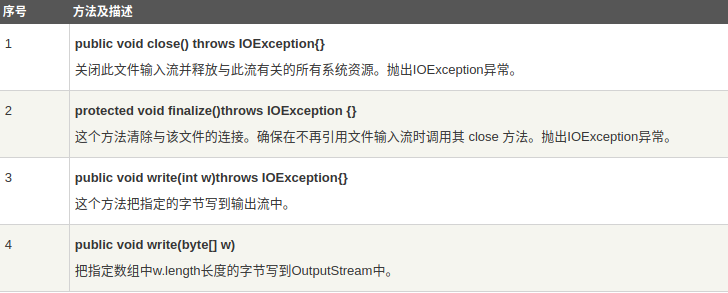 序号 方法及描述
1 public void close() throws IOException{}
关闭此文件输入流并释放与此流有关的所有系统资源。抛出IOException异常。
2 protected void finalize()throws IOException {}
这个方法清除与该文件的连接。确保在不再引用文件输入流时调用其 close 方法。抛出IOException异常。
3 public void write(int w)throws IOException{}
这个方法把指定的字节写到输出流中。
4 public void write(byte[] w)
把指定数组中w.length长度的字节写到OutputStream中。